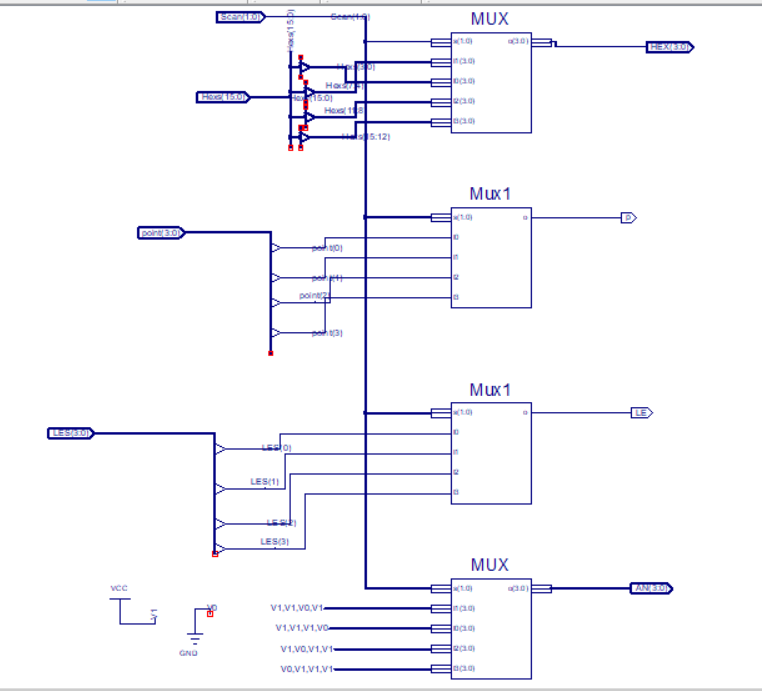 Scan(1:0)
Scan(1:0)
Hexs(15:0)
MUX
s(1:0)
o(3:0)
HEX(3:0)
Hexs(3:0)
I1(3:0)
Hexs(7:4)
I0(3:0)
Hexs(15:0)
Hexs(15:0)
I2(3:0)
I3(3:0)
Hexs(15:12)
Mux1
s(1:0)
o
p
point(3:0)
I0
point(0)
I1
point(1)
I2
point(2)
I3
point(3)
Mux1
s(1:0)
o
LE
LES(3:0)
I0
LES(0)
I1
LES(1)
I2
LES(2)
I3
LES(3)
MUX
s(1:0)
o(3:0)
AN(3:0)
VCC
V1
V0
GND
V1,V1,V0,V1
I1(3:0)
V1,V1,V1,V0
I0(3:0)
V1,V0,V1,V1
I2(3:0)
V0,V1,V1,V1
I3(3:0)